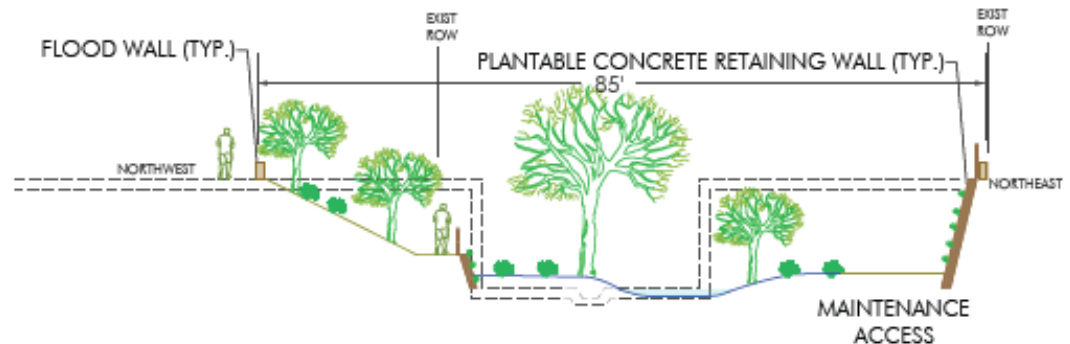 EXIST
ROW
EXIST
ROW
FLOOD WALL (TYP.)
PLANTABLE CONCRETE RETAINING WALL (TYP.)
85'
NORTHWEST
NORTHEAST
MAINTENANCE
ACCESS